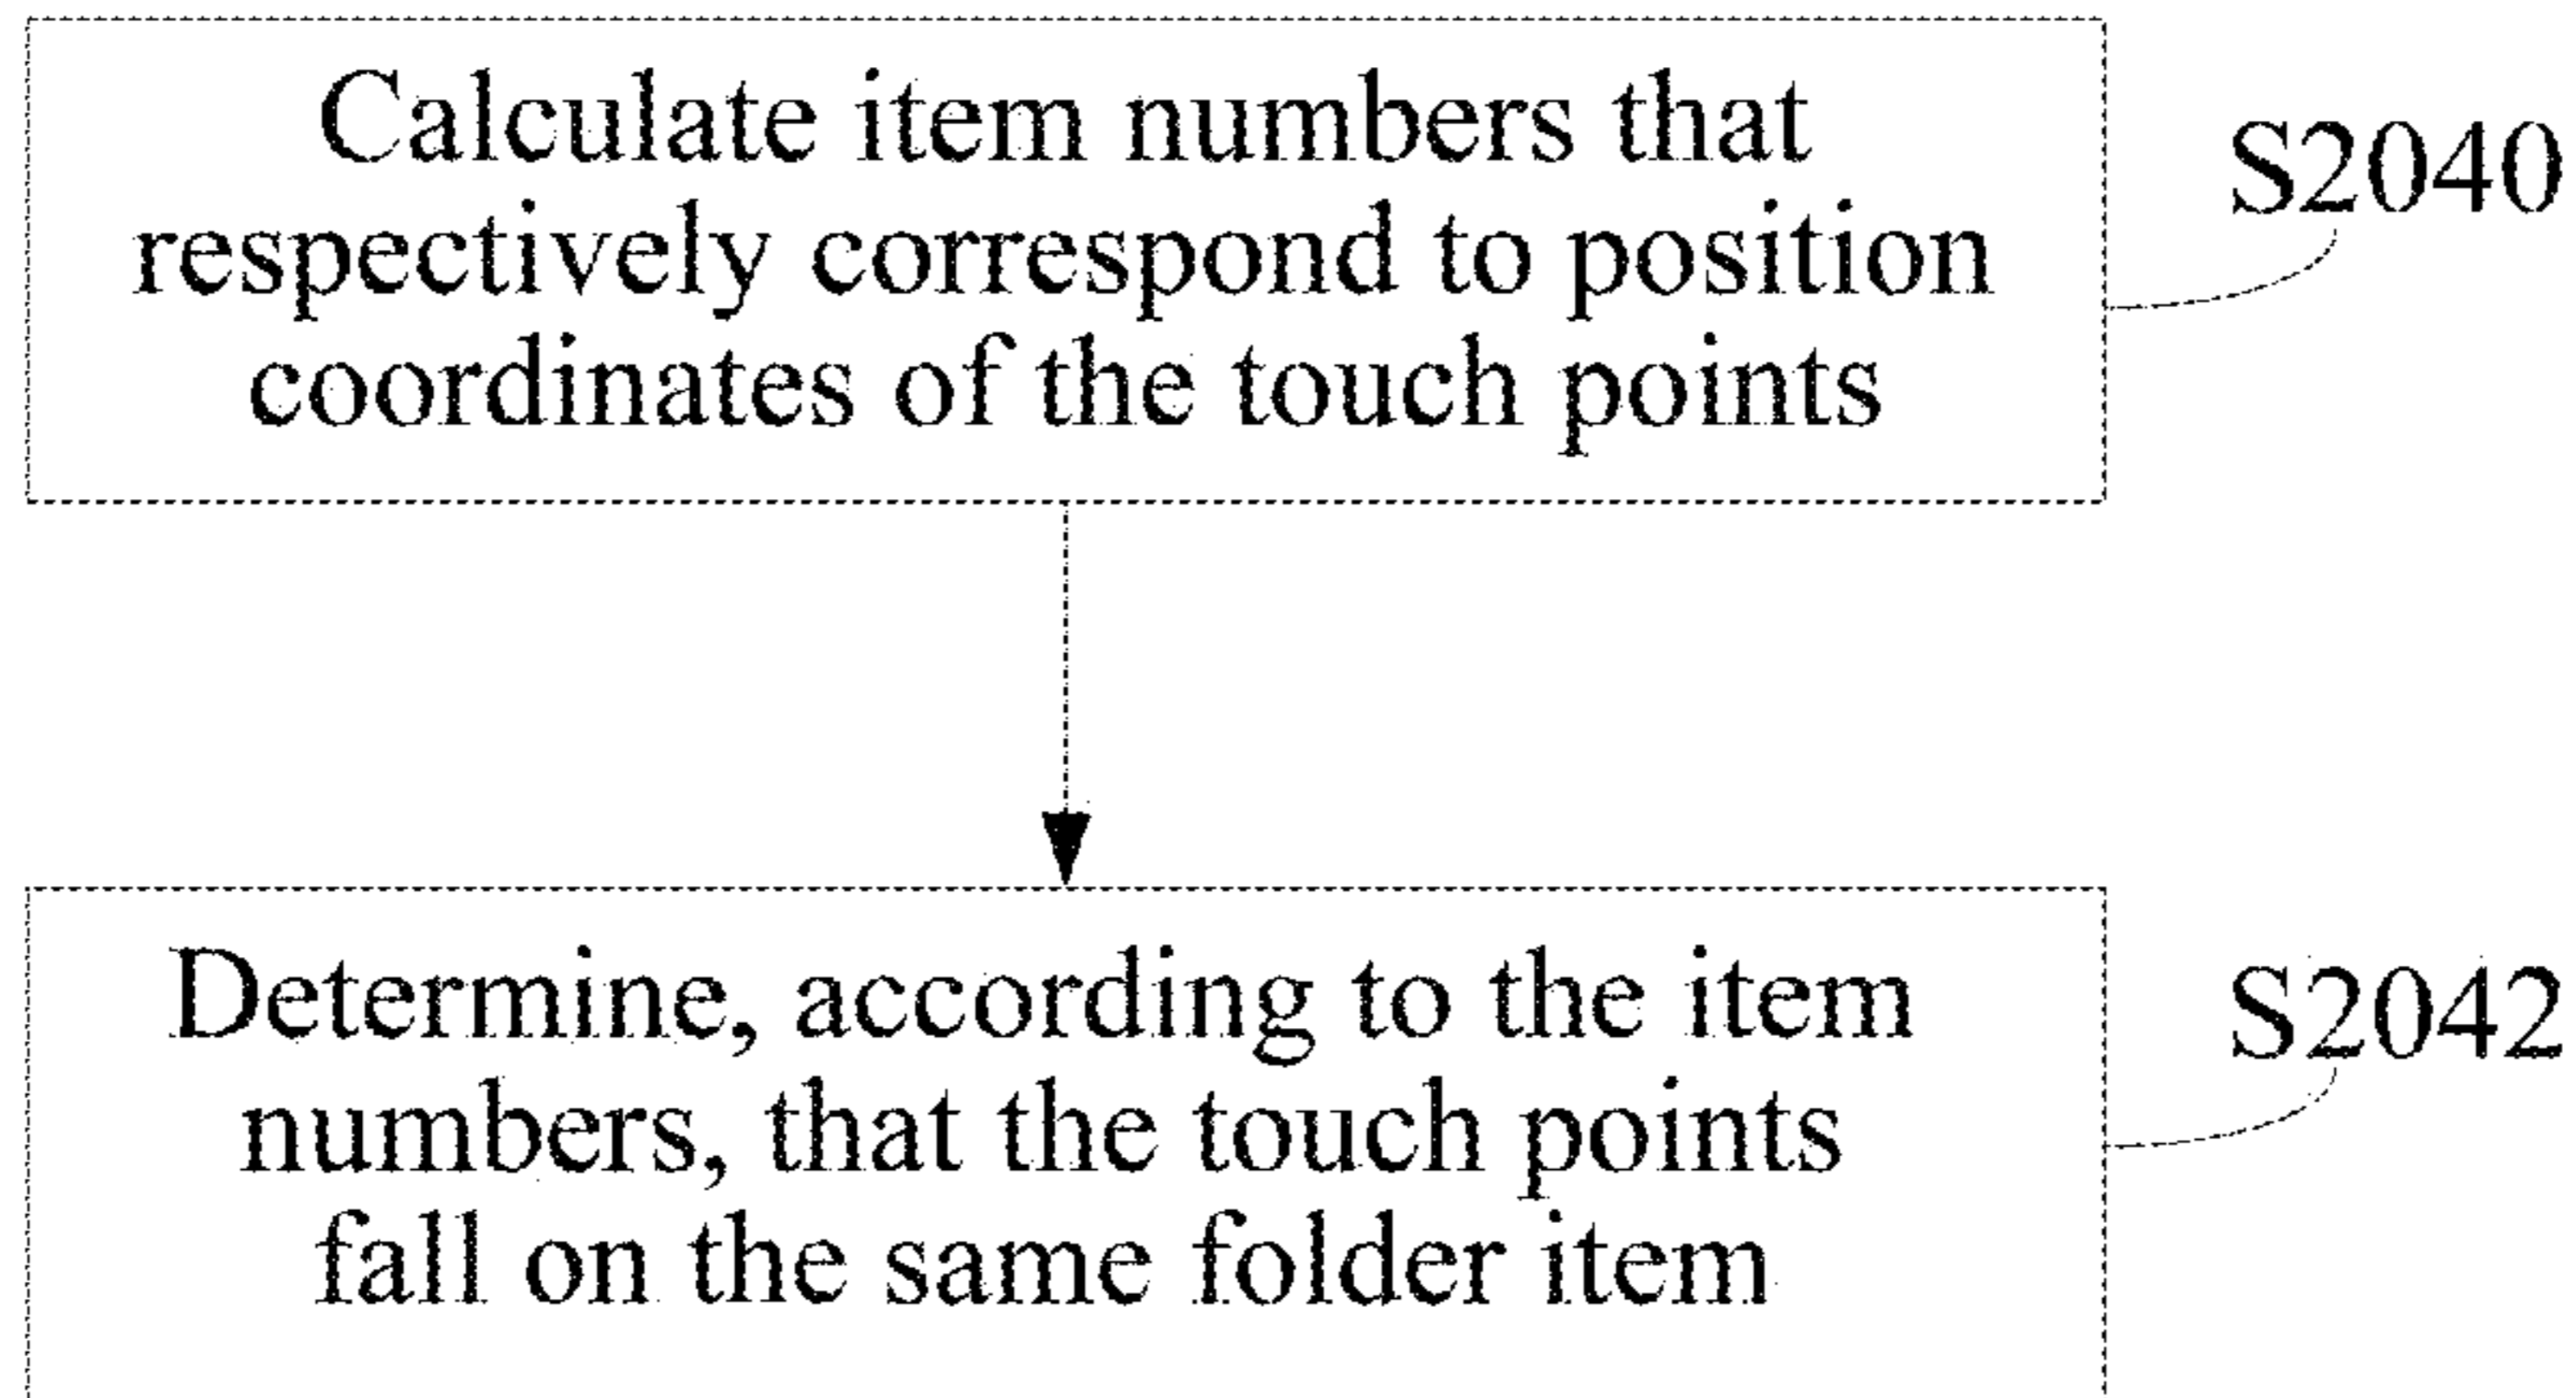 Calculate item numbers that
respectively correspond to position
coordinates of the touch points
S2040
Determine, according to the item
numbers, that the touch points
fall on the same folder item
S2042